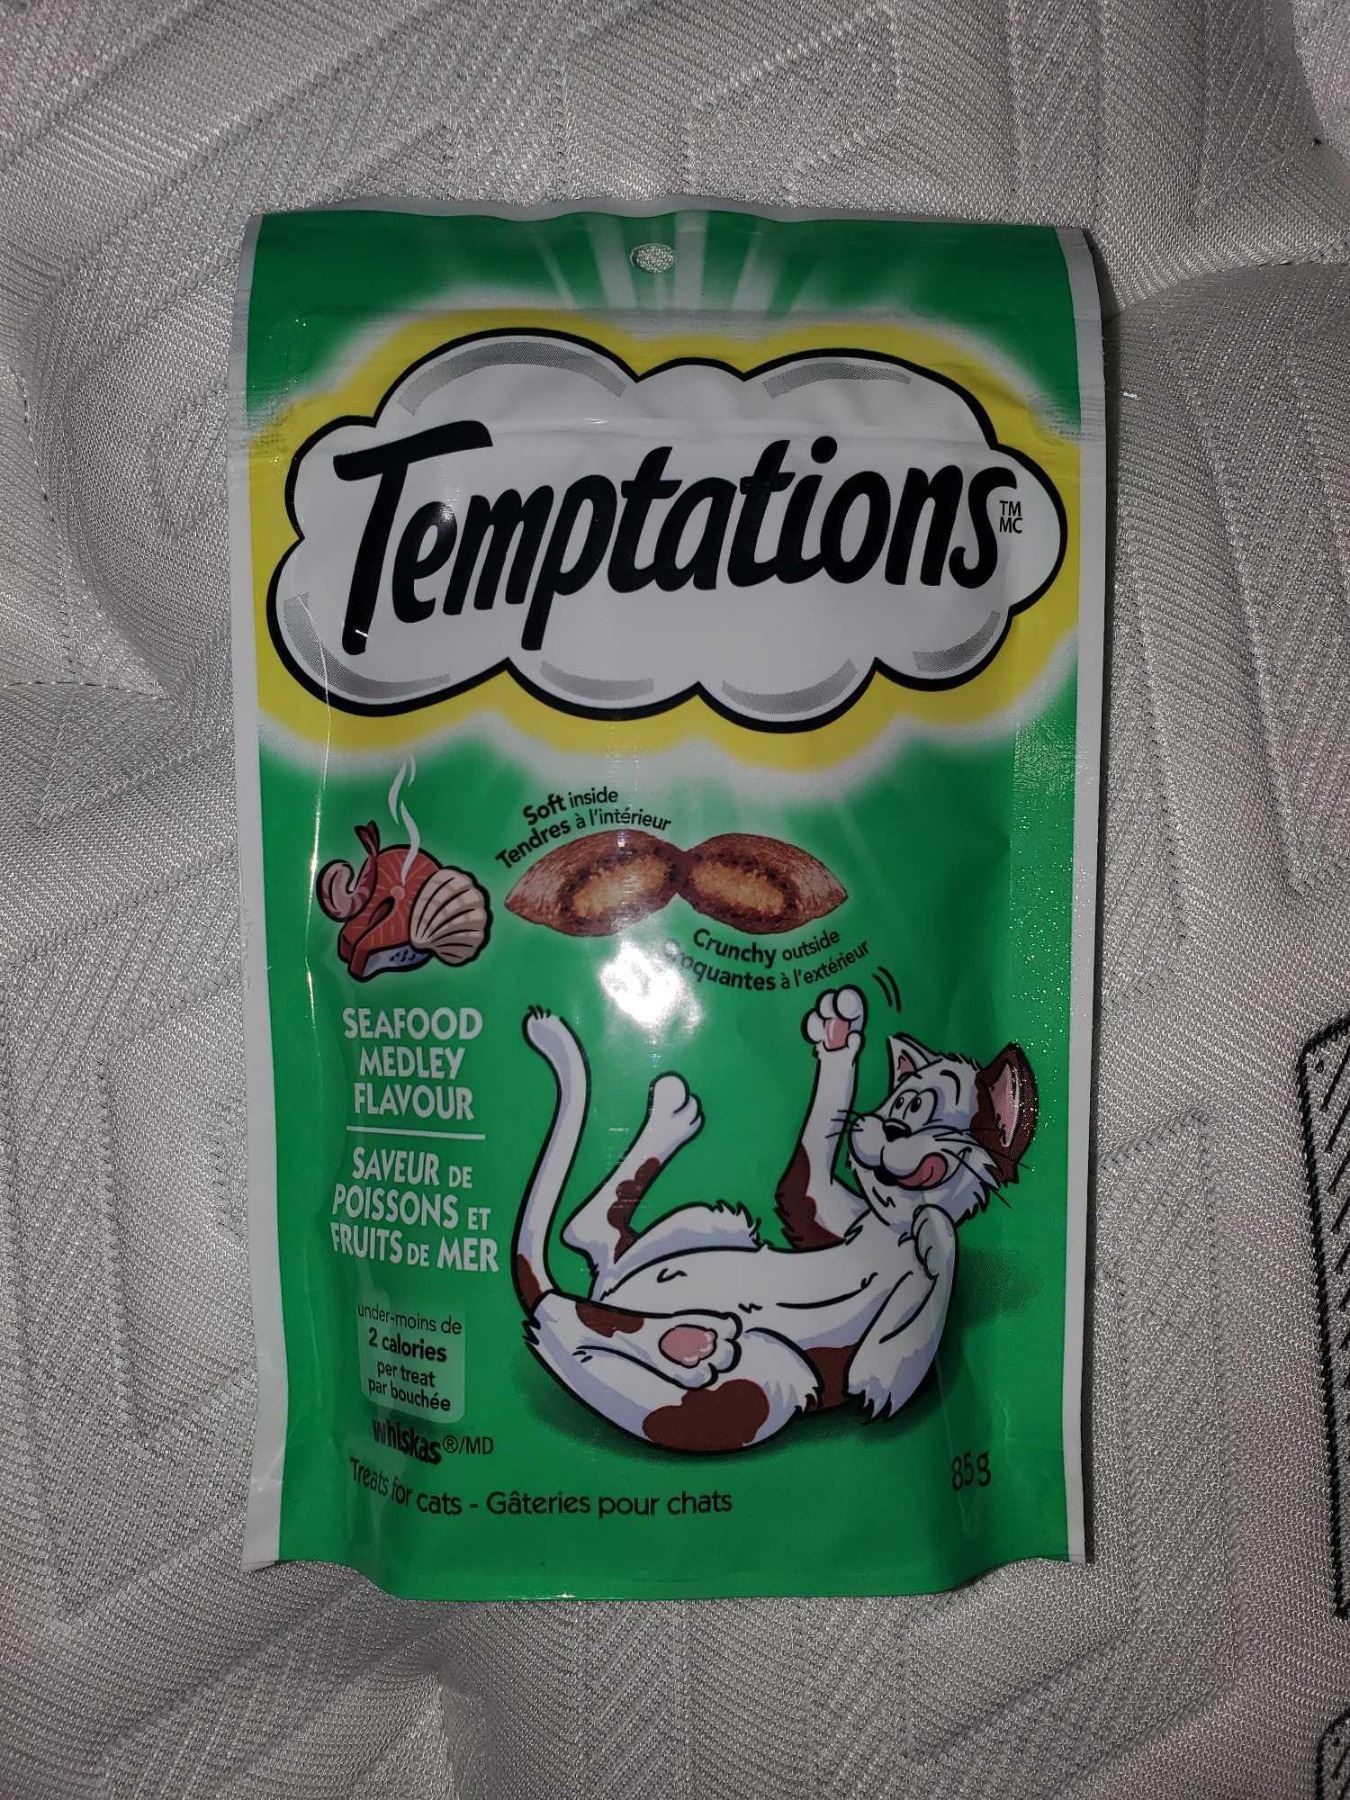 Temptations
TM
MC
Soft inside
Tendres à l'intérieur
Crunchy outside
Croquantes à l'extérieur
SEAFOOD
MEDLEY
FLAVOUR
SAVEUR DE
POISSONS ET
FRUITS DE MER
under-moins de
2 calories
per treat
par bouchée
whiskas®/MD
Treats for cats - Gâteries pour chats
85g